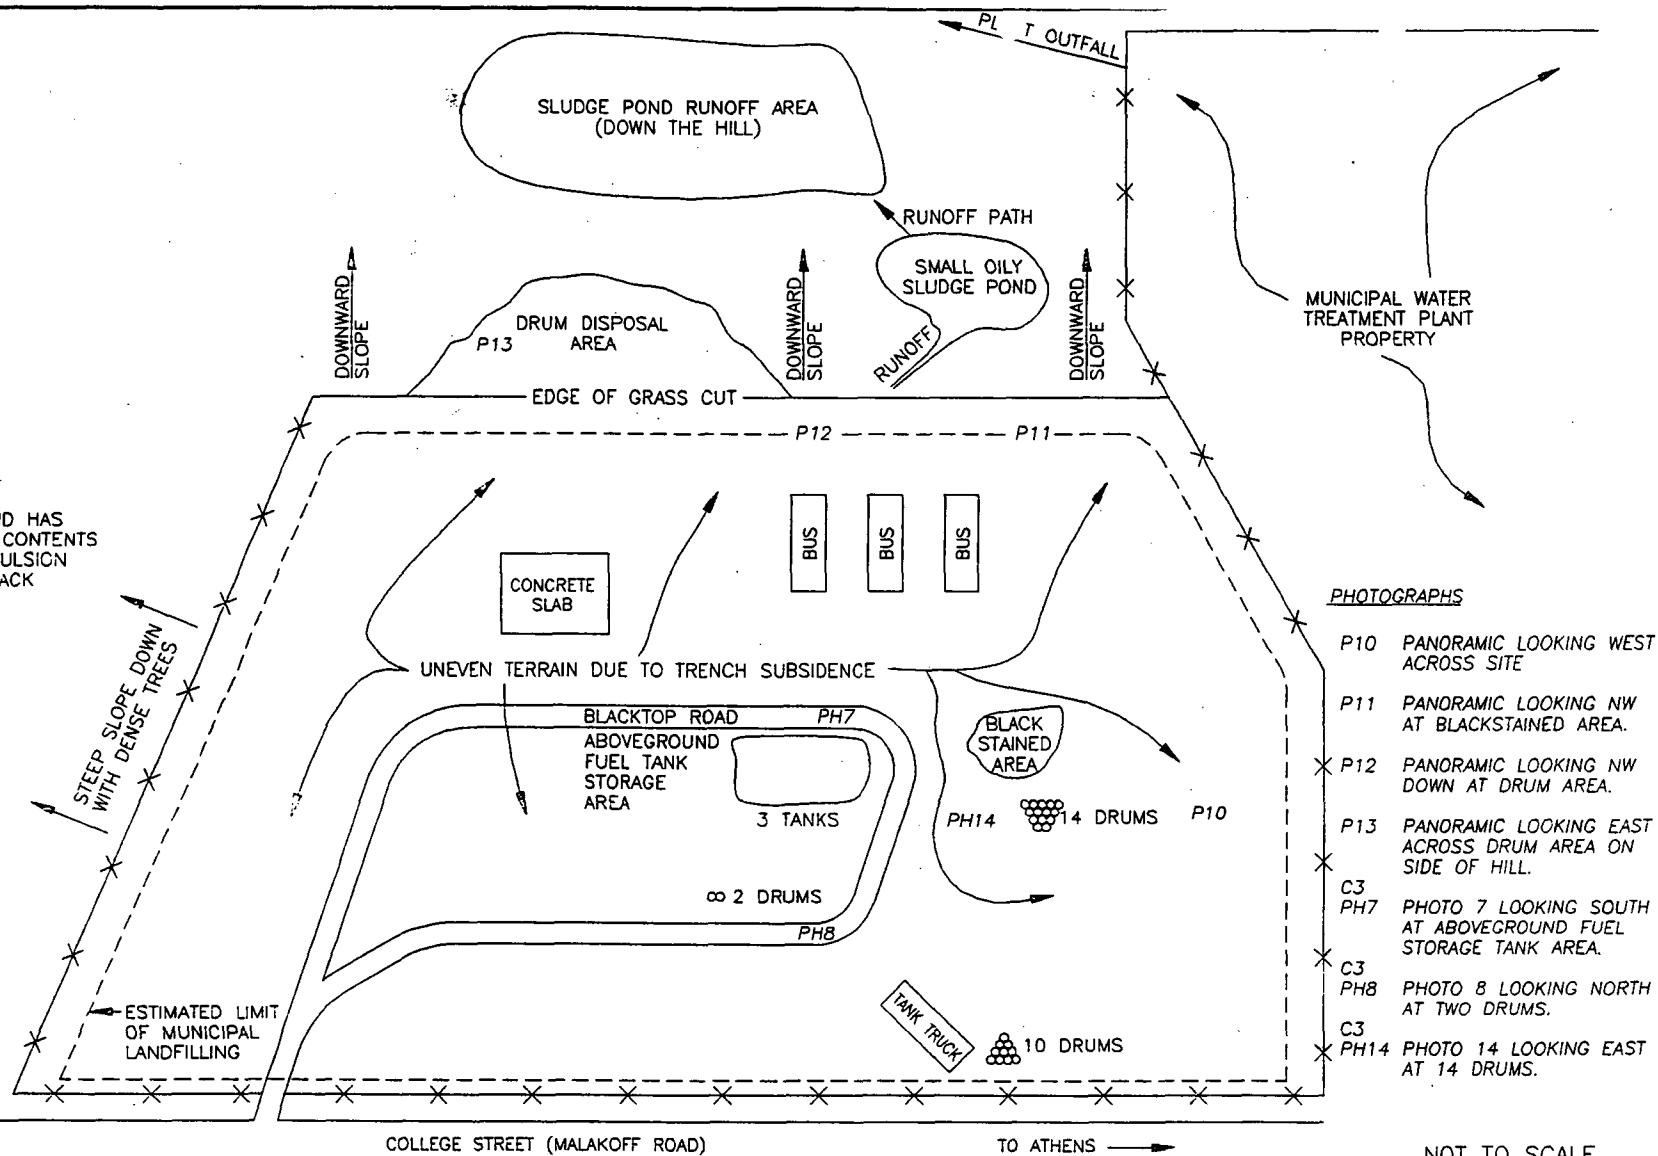 PL T OUTFALL
SLUDGE POND RUNOFF AREA
(DOWN THE HILL)
RUNOFF PATH
SMALL OILY
SLUDGE POND
RUNOFF
DOWNWARD
SLOPE
DOWNWARD
SLOPE
DOWNWARD
SLOPE
DRUM DISPOSAL
AREA
P13
MUNICIPAL WATER
TREATMENT PLANT
PROPERTY
EDGE OF GRASS CUT
P12
P11
HAS
CONTENTS
BUS
BUS
BUS
CONCRETE
SLAB
STEEP SLOPE DOWN
WITH DENSE TREES
UNEVEN TERRAIN DUE TO TRENCH SUBSIDENCE
BLACKTOP ROAD
PH7
ABOVEGROUND
FUEL TANK
STORAGE
AREA
3 TANKS
BLACK
STAINED
AREA
PH14
14 DRUMS
P10
2 DRUMS
PH8
TANK TRUCK
10 DRUMS
ESTIMATED LIMIT
OF MUNICIPAL
LANDFILLING
COLLEGE STREET (MALAKOFF ROAD)
TO ATHENS
PHOTOGRAPHS
P10 PANORAMIC LOOKING WEST
ACROSS SITE
P11 PANORAMIC LOOKING NW
AT BLACKSTAINED AREA.
P12 PANORAMIC LOOKING NW
DOWN AT DRUM AREA.
P13 PANORAMIC LOOKING EAST
ACROSS DRUM AREA ON
SIDE OF HILL.
C3
PH7 PHOTO 7 LOOKING SOUTH
AT ABOVEGROUND FUEL
STORAGE TANK AREA.
C3
PH8 PHOTO 8 LOOKING NORTH
AT TWO DRUMS.
C3
PH14 PHOTO 14 LOOKING EAST
AT 14 DRUMS.
NOT TO SCALE